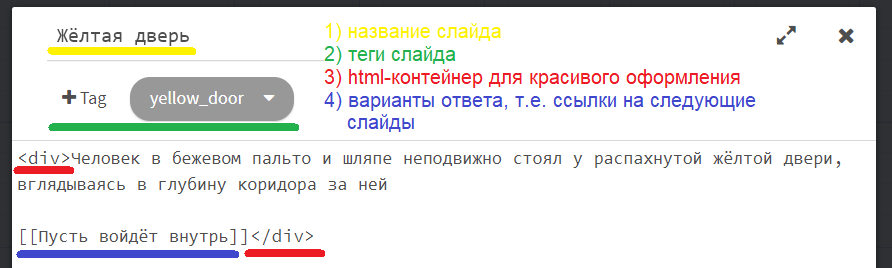 Жёлтая дверь
1) название слайда
2) теги слайда
3) html-контейнер для красивого оформления
4) варианты ответа, т.е. ссылки на следующие
слайды
+ Tag
yellow_door
<div>Человек в бежевом пальто и шляпе неподвижно стоял у распахнутой жёлтой двери,
вглядываясь в глубину коридора за ней
[[Пусть войдёт внутрь]]</div>